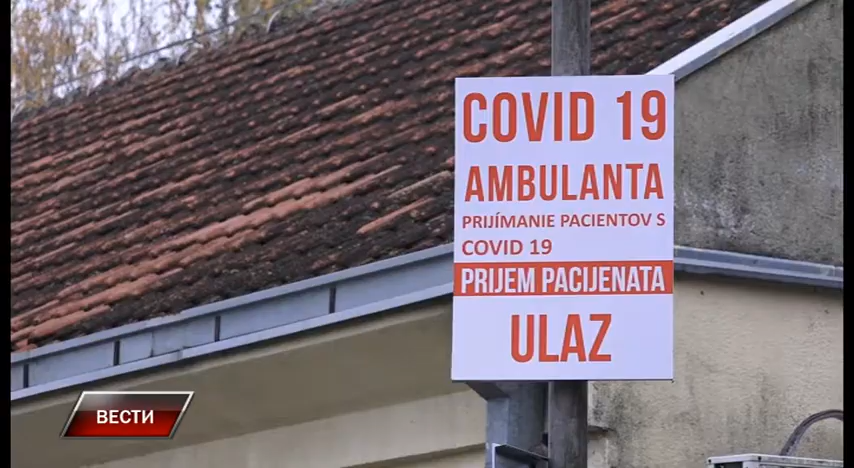 COVID 19
AMBULANTA
PRIJÍMANIE PACIENTOV S
COVID 19
PRIJEM PACIJENATA
ULAZ
ВЕСТИ